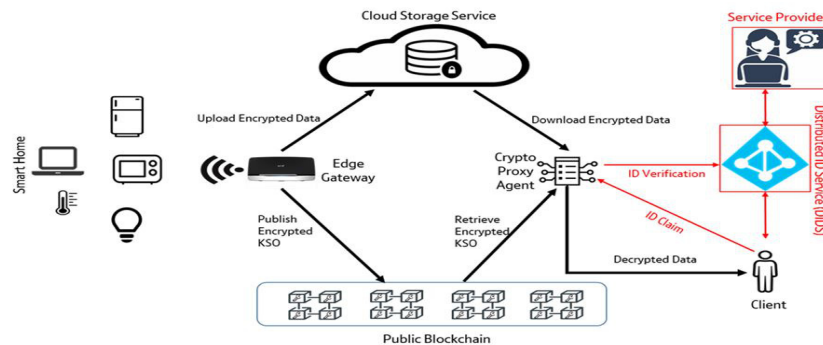 Cloud Storage Service
Service Provider
Upload Encrypted Data
Download Encrypted Data
Smart Home
Edge
Gateway
Crypto
Proxy
Agent
ID Verification
Distributed ID Service (DIDS)
Publish
Encrypted
KSO
Retrieve
Encrypted
KSO
ID Claim
Decrypted Data
Client
Public Blockchain